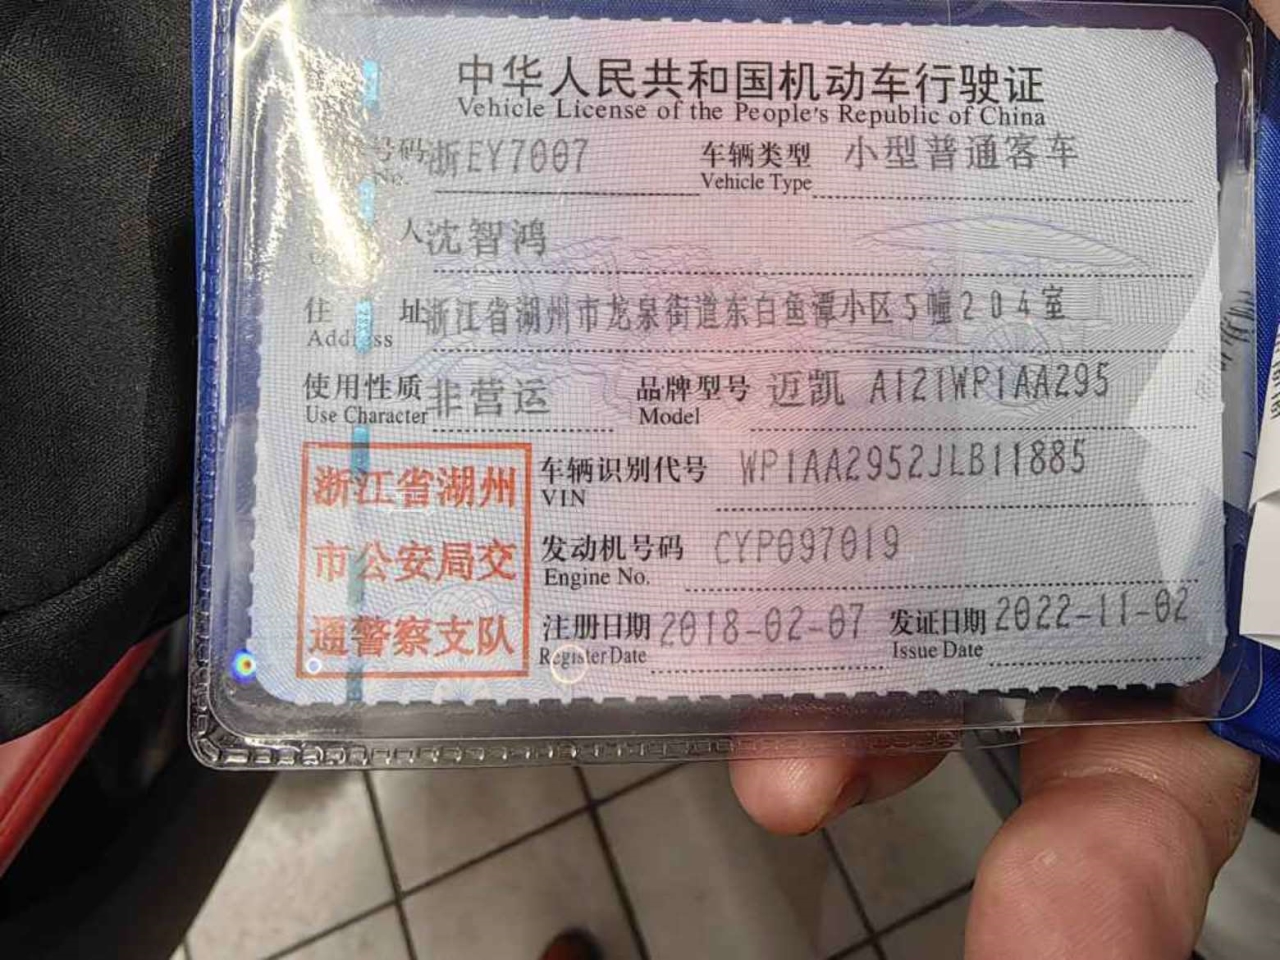 中华人民共和国机动车行驶证
Vehicle License of the People's Republic of China
号码 浙EY7007 车辆类型 小型普通客车
No. Vehicle Type
人 沈智鸿
住 址 浙江省湖州市龙泉街道东白鱼潭小区5幢204室
Address
使用性质 非营运 品牌型号 迈凯 A121WP1AA295
Use Character Model
浙江省湖州
市公安局交
通警察支队
车辆识别代号 WP1AA2952JLB11885
VIN
发动机号码 CYP097019
Engine No.
注册日期 2018-02-07 发证日期 2022-11-02
Register Date Issue Date